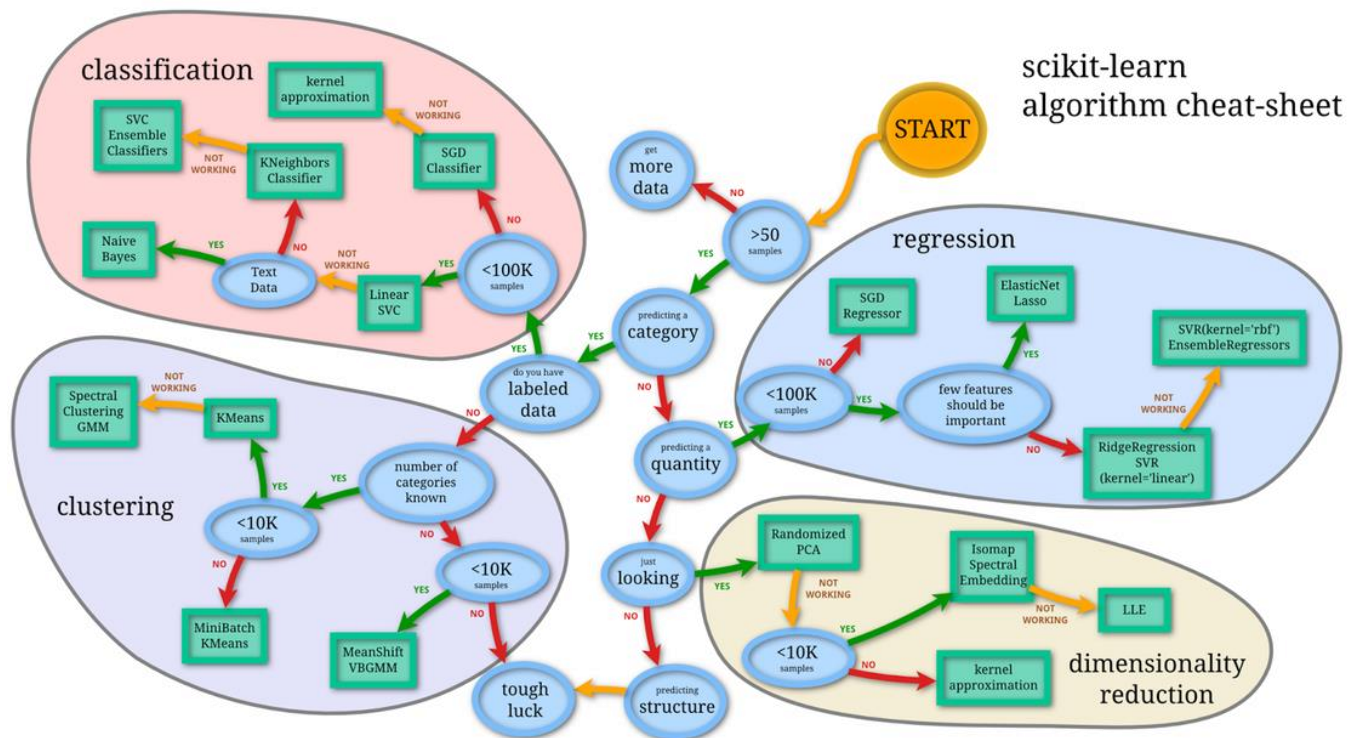 scikit-learn
algorithm cheat-sheet
START
classification
kernel
approximation
NOT
WORKING
SVC
Ensemble
Classifiers
NOT
WORKING
KNeighbors
Classifier
SGD
Classifier
NO
Naive
Bayes
YES
Text
Data
NO
NOT
WORKING
Linear
SVC
YES
<100K
samples
YES
get
more
data
NO
>50
samples
YES
predicting a
category
YES
do you have
labeled
data
NO
NO
predicting a
quantity
YES
NO
just
looking
YES
NO
predicting
structure
tough
luck
regression
SGD
Regressor
NO
<100K
samples
YES
ElasticNet
Lasso
YES
few features
should be
important
NO
RidgeRegression
SVR
(kernel='linear')
NOT
WORKING
SVR(kernel='rbf')
EnsembleRegressors
clustering
Spectral
Clustering
GMM
NOT
WORKING
KMeans
YES
<10K
samples
YES
number of
categories
known
NO
NO
MiniBatch
KMeans
<10K
samples
YES
NO
MeanShift
VBGMM
Randomized
PCA
NOT
WORKING
<10K
samples
YES
Isomap
Spectral
Embedding
NOT
WORKING
LLE
NO
kernel
approximation
dimensionality
reduction